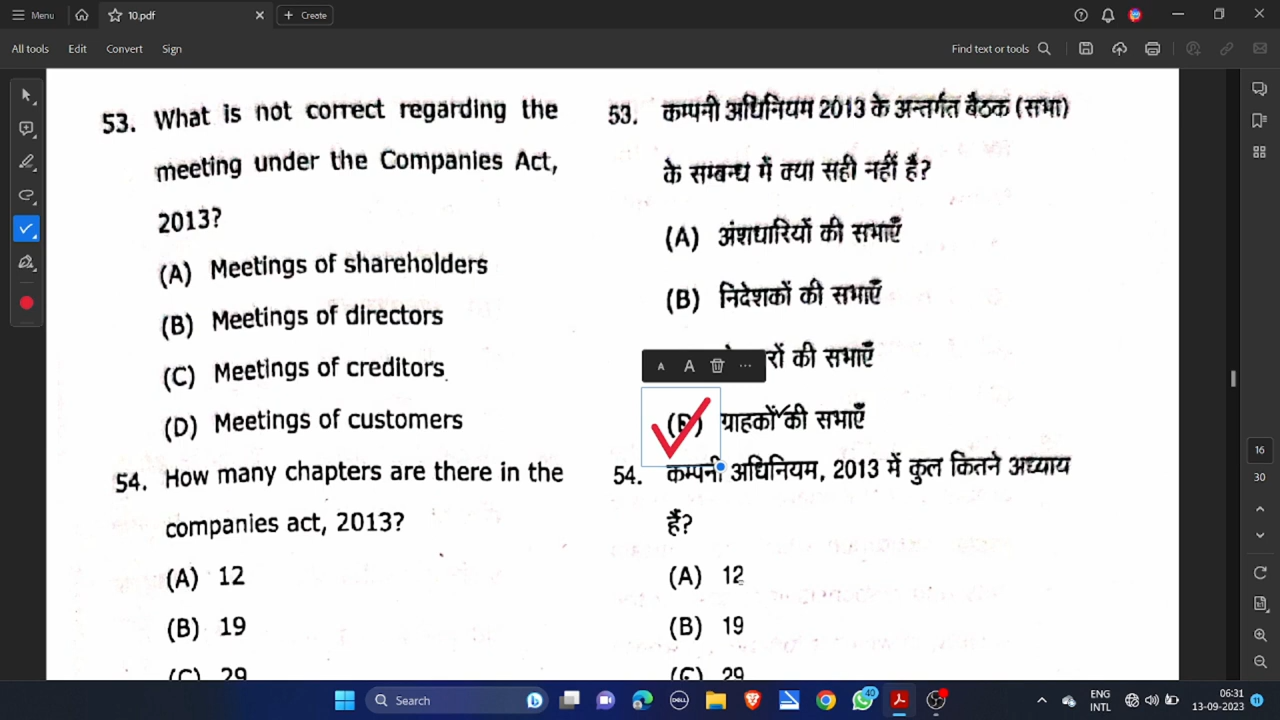 Menu
10.pdf
Create
All tools
Edit
Convert
Sign
Find text or tools
53. What is not correct regarding the
meeting under the Companies Act,
2013?
(A) Meetings of shareholders
(B) Meetings of directors
(C) Meetings of creditors
(D) Meetings of customers
54. How many chapters are there in the
companies act, 2013?
(A) 12
(B) 19
(C) 29
53. कम्पनी अधिनियम 2013 के अन्तर्गत बैठक (सभा)
के सम्बन्ध में क्या सही नहीं है?
(A) अंशधारियों की सभाएँ
(B) निदेशकों की सभाएँ
की सभाएँ
ग्राहकों की सभाएँ
54. कम्पनी अधिनियम, 2013 में कुल कितने अध्याय
हैं?
(A) 12
(B) 19
(C) 29
16
30
Search
40
ENG
INTL
06:31
13-09-2023